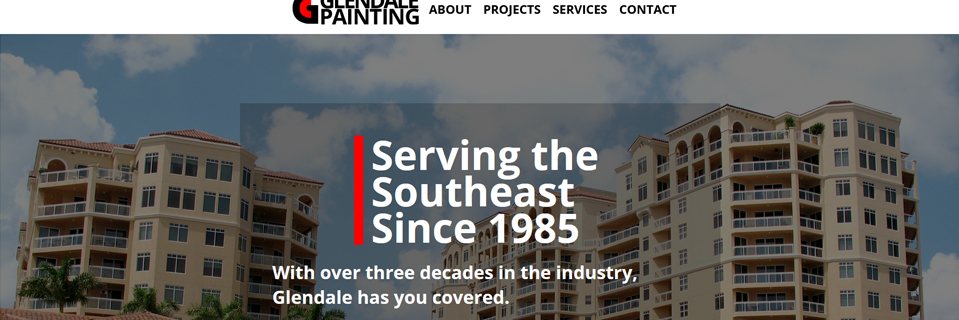 GLENDALE
PAINTING
ABOUT PROJECTS SERVICES CONTACT
Serving the
Southeast
Since 1985
With over three decades in the industry,
Glendale has you covered.